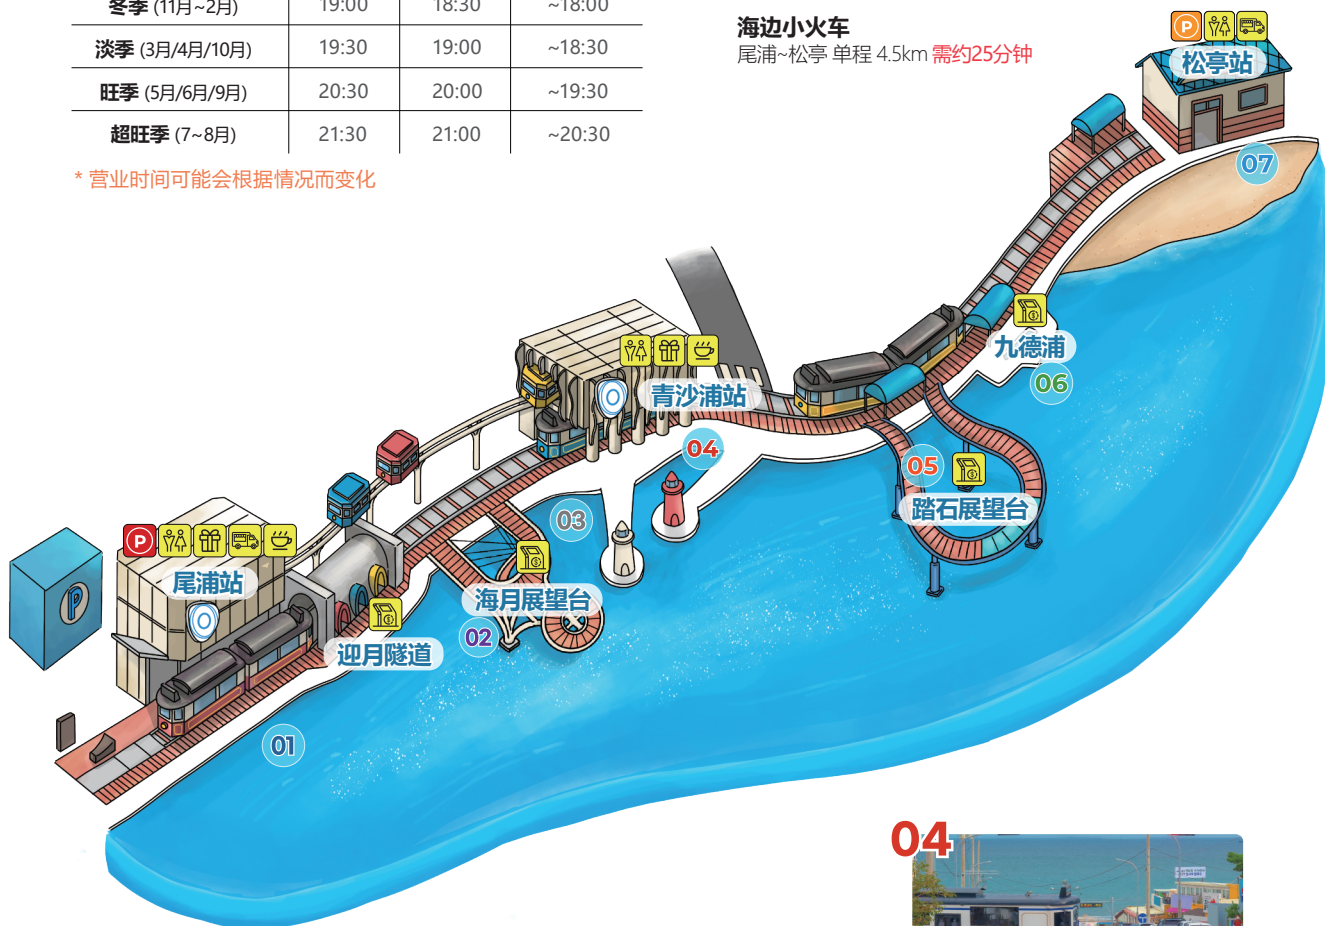 冬季 (11月~2月) 19:00 18:30 ~18:00
淡季 (3月/4月/10月) 19:30 19:00 ~18:30
旺季 (5月/6月/9月) 20:30 20:00 ~19:30
超旺季 (7~8月) 21:30 21:00 ~20:30
* 营业时间可能会根据情况而变化
海边小火车
尾浦~松亭 单程 4.5km 需约25分钟
P
松亭站
07
九德浦
06
青沙浦站
04
05
踏石展望台
03
海月展望台
02
P
尾浦站
P
迎月隧道
01
04